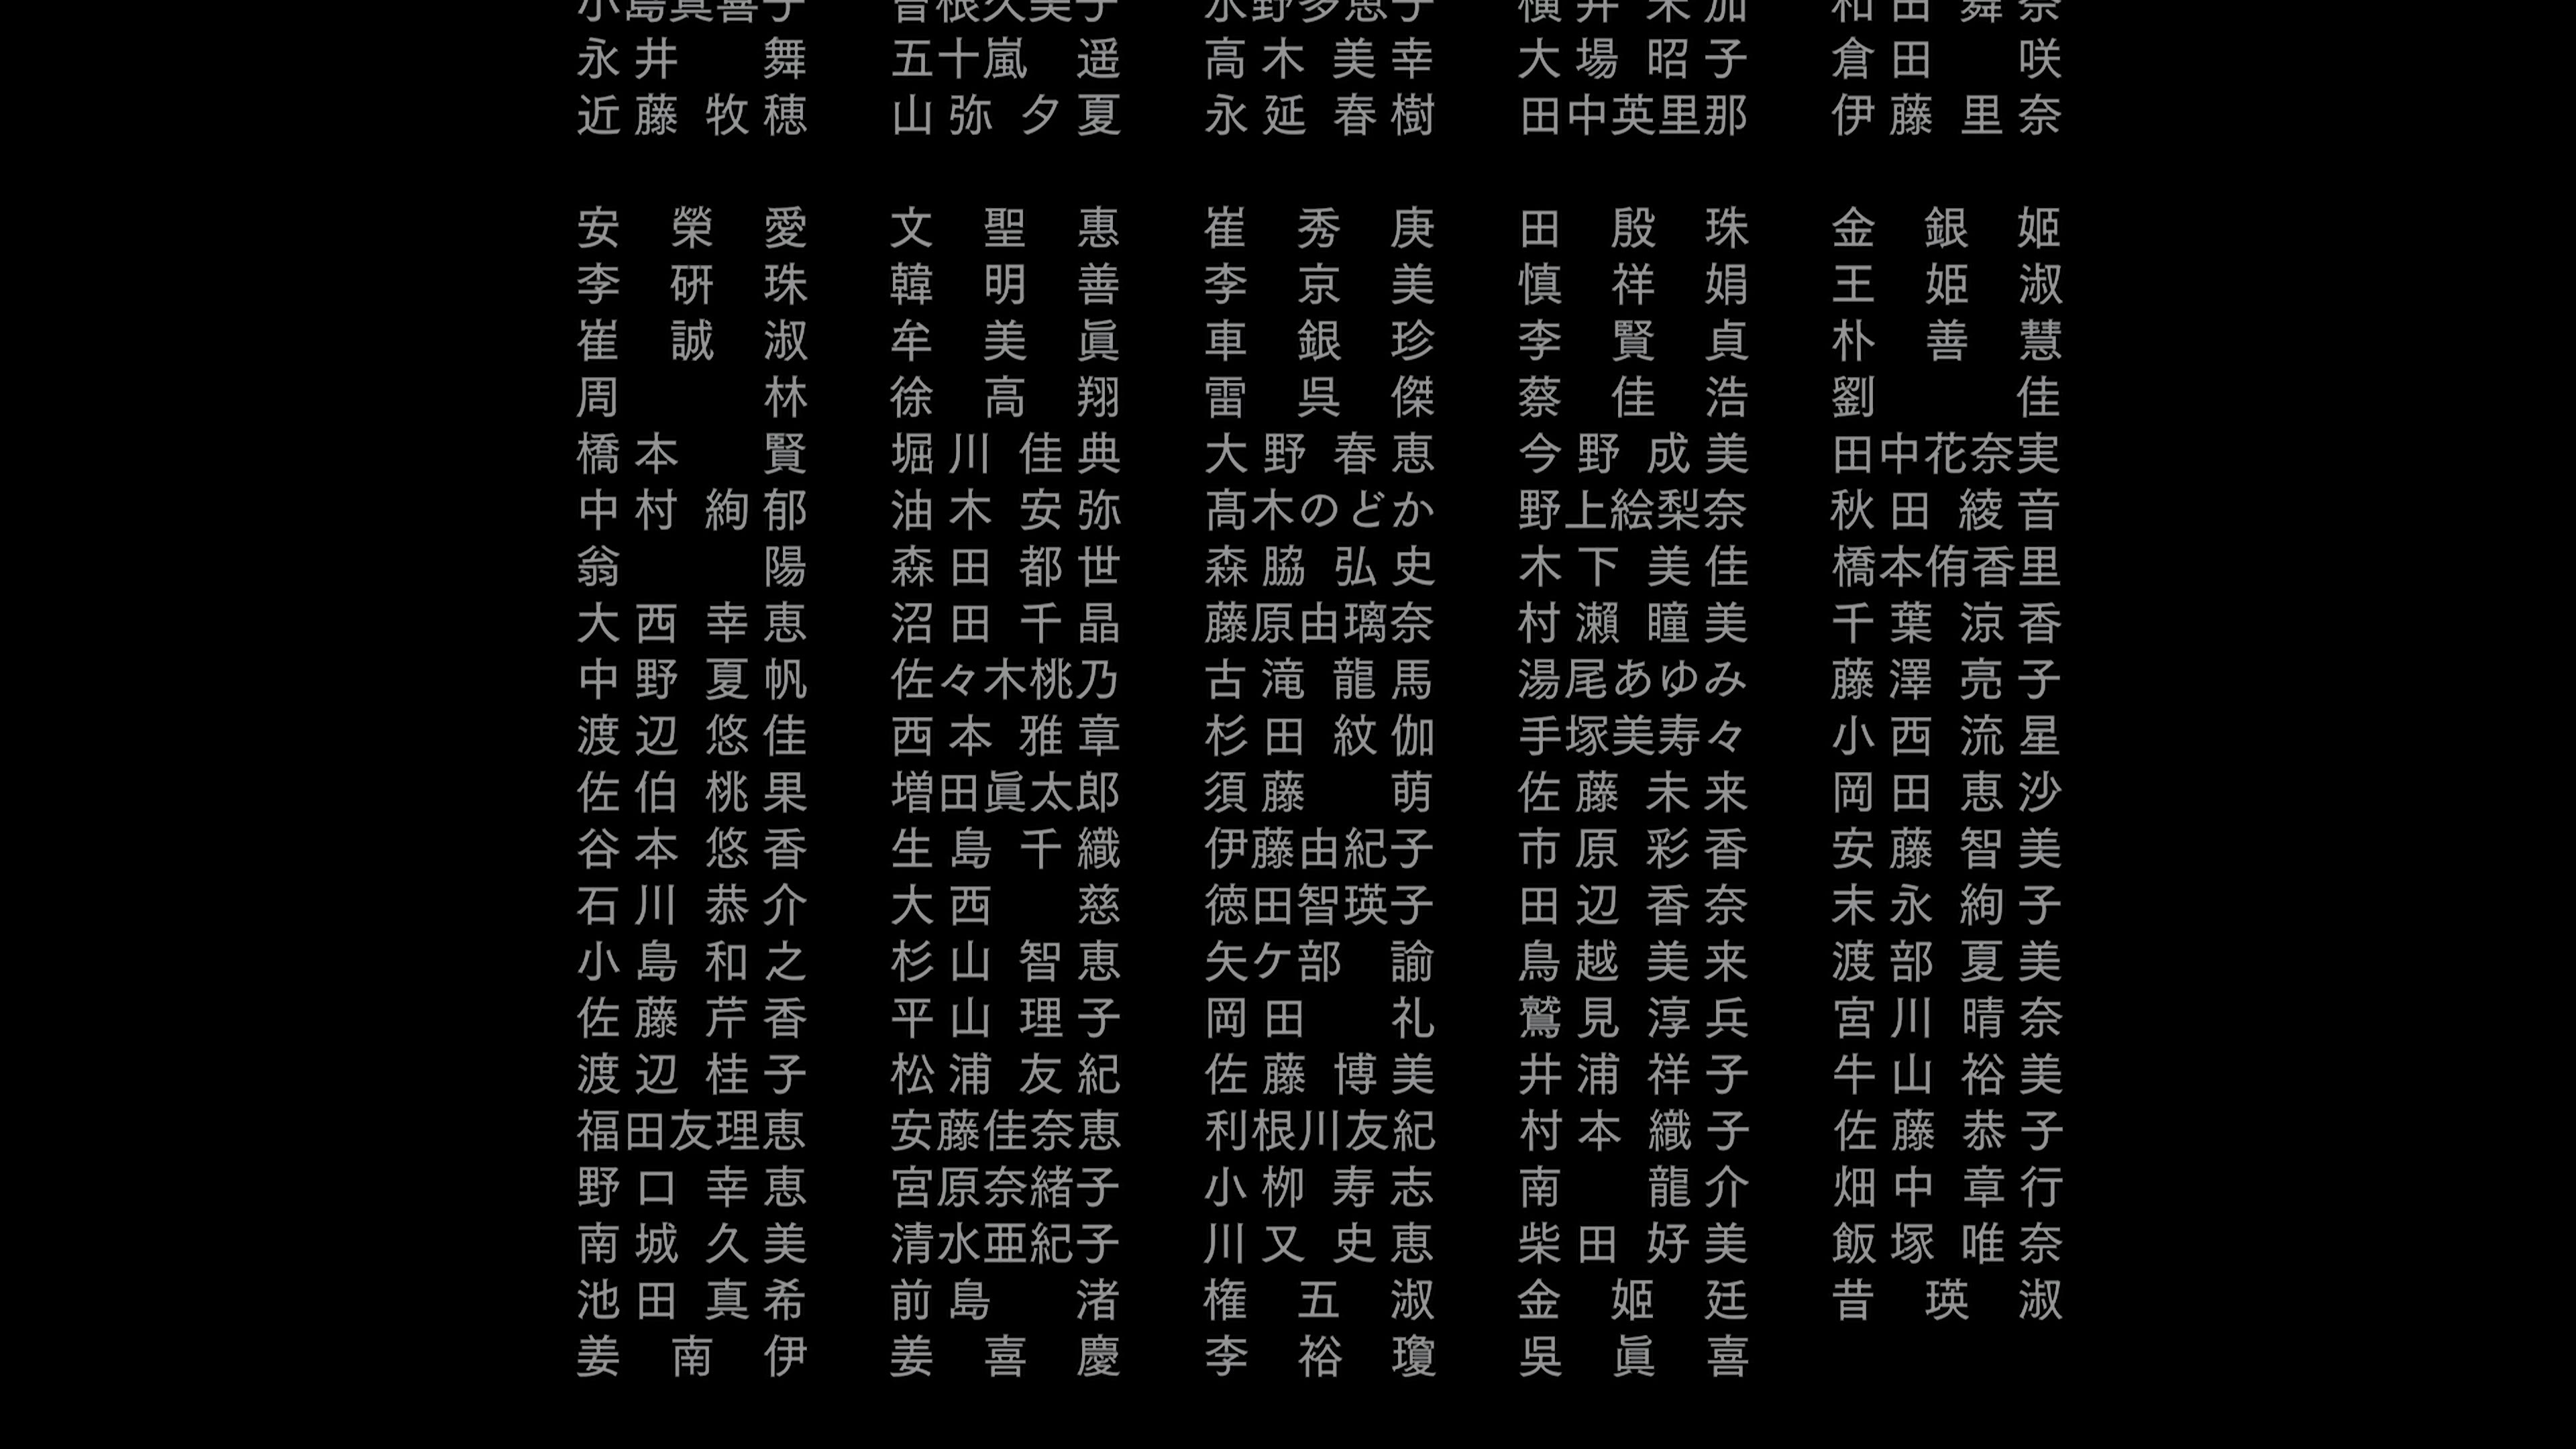 永井 舞 五十嵐 遥 高木美幸 大場昭子 倉田 咲
近藤牧穂 山弥夕夏 永延春樹 田中英里那 伊藤里奈
安榮愛 文聖惠 崔秀庚 田殷珠 金銀姫
李硏珠 韓明善 李京美 慎祥娟 王姫淑
崔誠淑 牟美眞 車銀珍 李賢貞 朴善慧
周林 徐高翔 雷呉傑 蔡佳浩 劉佳
橋本 賢 堀川佳典 大野春恵 今野成美 田中花奈実
中村絢郁 油木安弥 髙木のどか 野上絵梨奈 秋田綾音
翁陽 森田都世 森脇弘史 木下美佳 橋本侑香里
大西幸恵 沼田千晶 藤原由璃奈 村瀬瞳美 千葉涼香
中野夏帆 佐々木桃乃 古滝龍馬 湯尾あゆみ 藤澤亮子
渡辺悠佳 西本雅章 杉田紋伽 手塚美寿々 小西流星
佐伯桃果 増田眞太郎 須藤 萌 佐藤未来 岡田恵沙
谷本悠香 生島千織 伊藤由紀子 市原彩香 安藤智美
石川恭介 大西 慈 徳田智瑛子 田辺香奈 末永絢子
小島和之 杉山智恵 矢ケ部 諭 鳥越美来 渡部夏美
佐藤芹香 平山理子 岡田 礼 鷲見淳兵 宮川晴奈
渡辺桂子 松浦友紀 佐藤博美 井浦祥子 牛山裕美
福田友理恵 安藤佳奈恵 利根川友紀 村本織子 佐藤恭子
野口幸恵 宮原奈緒子 小栁寿志 南 龍介 畑中章行
南城久美 清水亜紀子 川又史恵 柴田好美 飯塚唯奈
池田真希 前島 渚 権五淑 金姫廷 昔瑛淑
姜南伊 姜喜慶 李裕瓊 吳眞喜